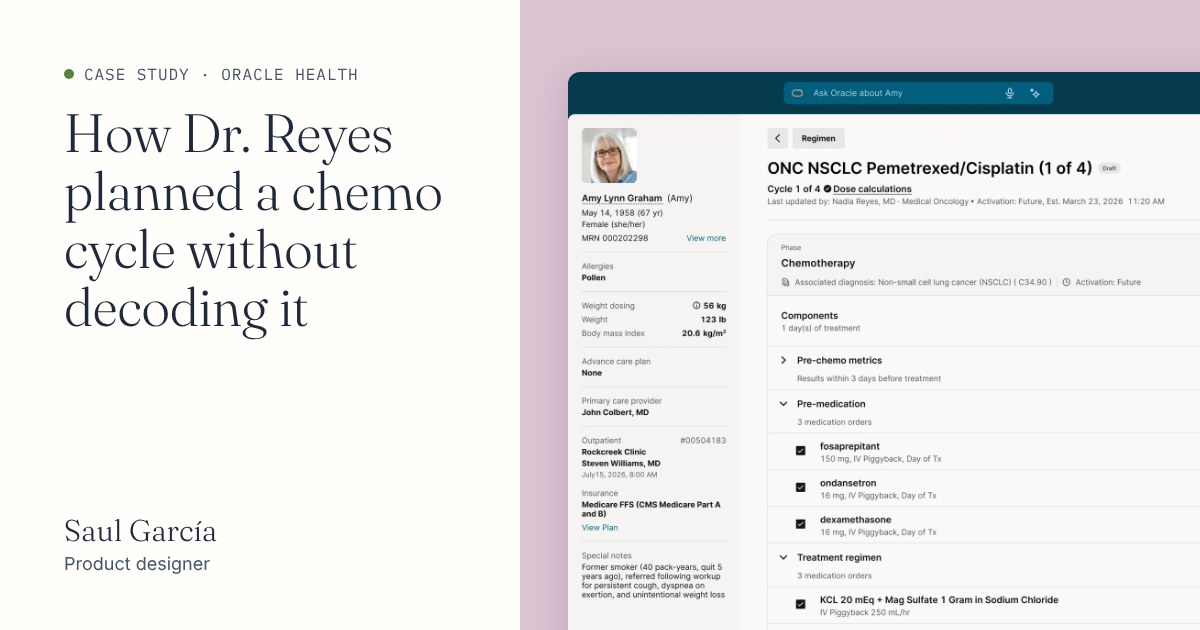 CASE STUDY · ORACLE HEALTH
How Dr. Reyes
planned a chemo
cycle without
decoding it
Saul García
Product designer
Ask Oracle about Amy
Amy Lynn Graham (Amy)
May 14, 1958 (67 yr)
Female (she/her)
MRN 000202298 View more
Allergies
Pollen
Weight dosing 56 kg
Weight 123 lb
Body mass index 20.6 kg/m²
Advance care plan
None
Primary care provider
John Colbert, MD
Outpatient #00504183
Rockcreek Clinic
Steven Williams, MD
July15, 2026, 8:00 AM
Insurance
Medicare FFS (CMS Medicare Part A
and B)
View Plan
Special notes
Former smoker (40 pack-years, quit 5
years ago), referred following workup
for persistent cough, dyspnea on
exertion, and unintentional weight loss
Regimen
ONC NSCLC Pemetrexed/Cisplatin (1 of 4) Draft
Cycle 1 of 4 Dose calculations
Last updated by: Nadia Reyes, MD · Medical Oncology • Activation: Future, Est. March 23, 2026 11:20 AM
Phase
Chemotherapy
Associated diagnosis: Non-small cell lung cancer (NSCLC) ( C34.90 ) Activation: Future
Components
1 day(s) of treatment
Pre-chemo metrics
Results within 3 days before treatment
Pre-medication
3 medication orders
fosaprepitant
150 mg, IV Piggyback, Day of Tx
ondansetron
16 mg, IV Piggyback, Day of Tx
dexamethasone
16 mg, IV Piggyback, Day of Tx
Treatment regimen
3 medication orders
KCL 20 mEq + Mag Sulfate 1 Gram in Sodium Chloride
IV Piggyback 250 mL/hr